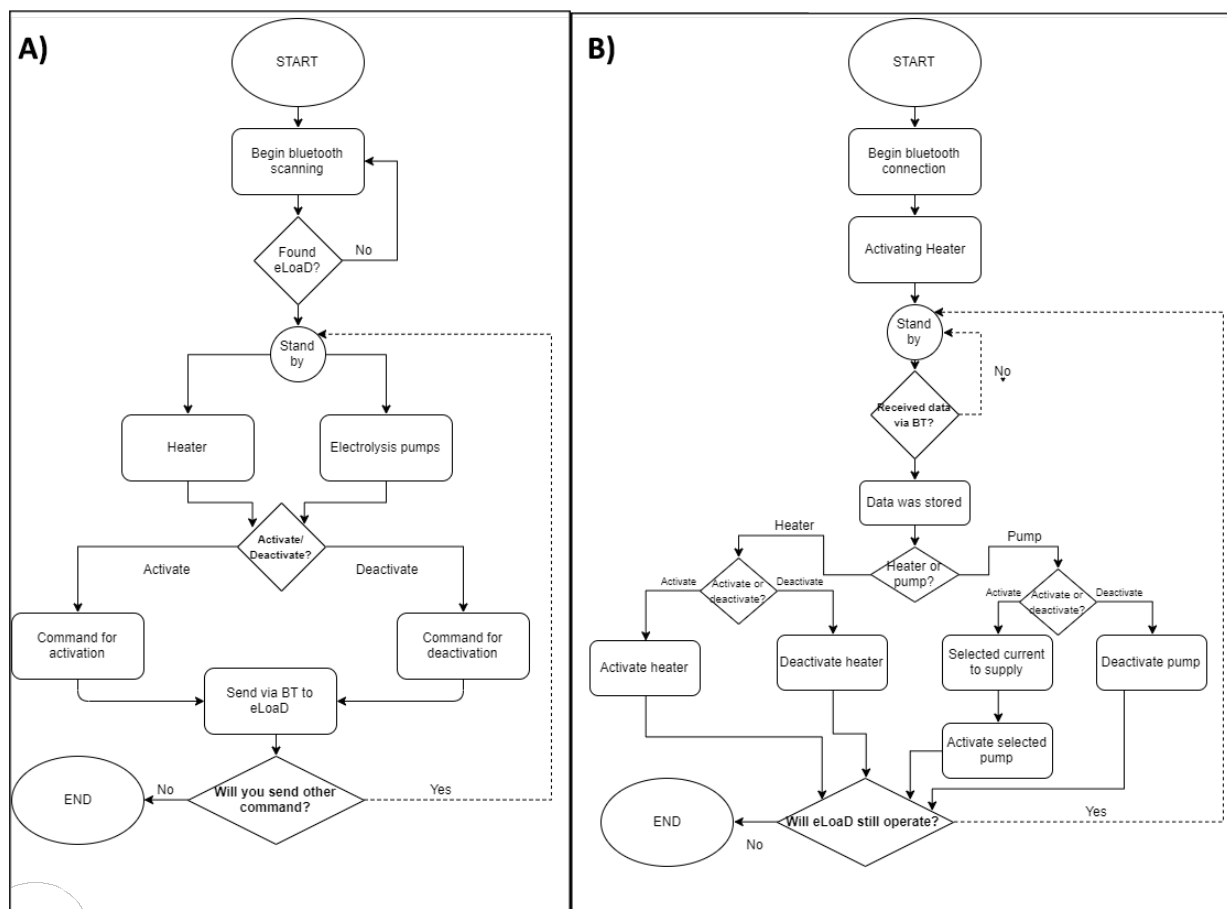 A)
START
Begin bluetooth
scanning
Found
eLoaD?
No
Stand
by
Heater
Electrolysis pumps
Activate/
Deactivate?
Activate
Deactivate
Command for
activation
Command for
deactivation
Send via BT to
eLoaD
Will you send other
command?
No
Yes
END
B)
START
Begin bluetooth
connection
Activating Heater
Stand
by
No
Received data
via BT?
Data was stored
Heater
Pump
Heater or
pump?
Activate
Activate or
deactivate?
Deactivate
Activate
Activate or
deactivate?
Deactivate
Activate heater
Deactivate heater
Selected current
to supply
Deactivate pump
Activate selected
pump
Will eLoaD still operate?
Yes
No
END